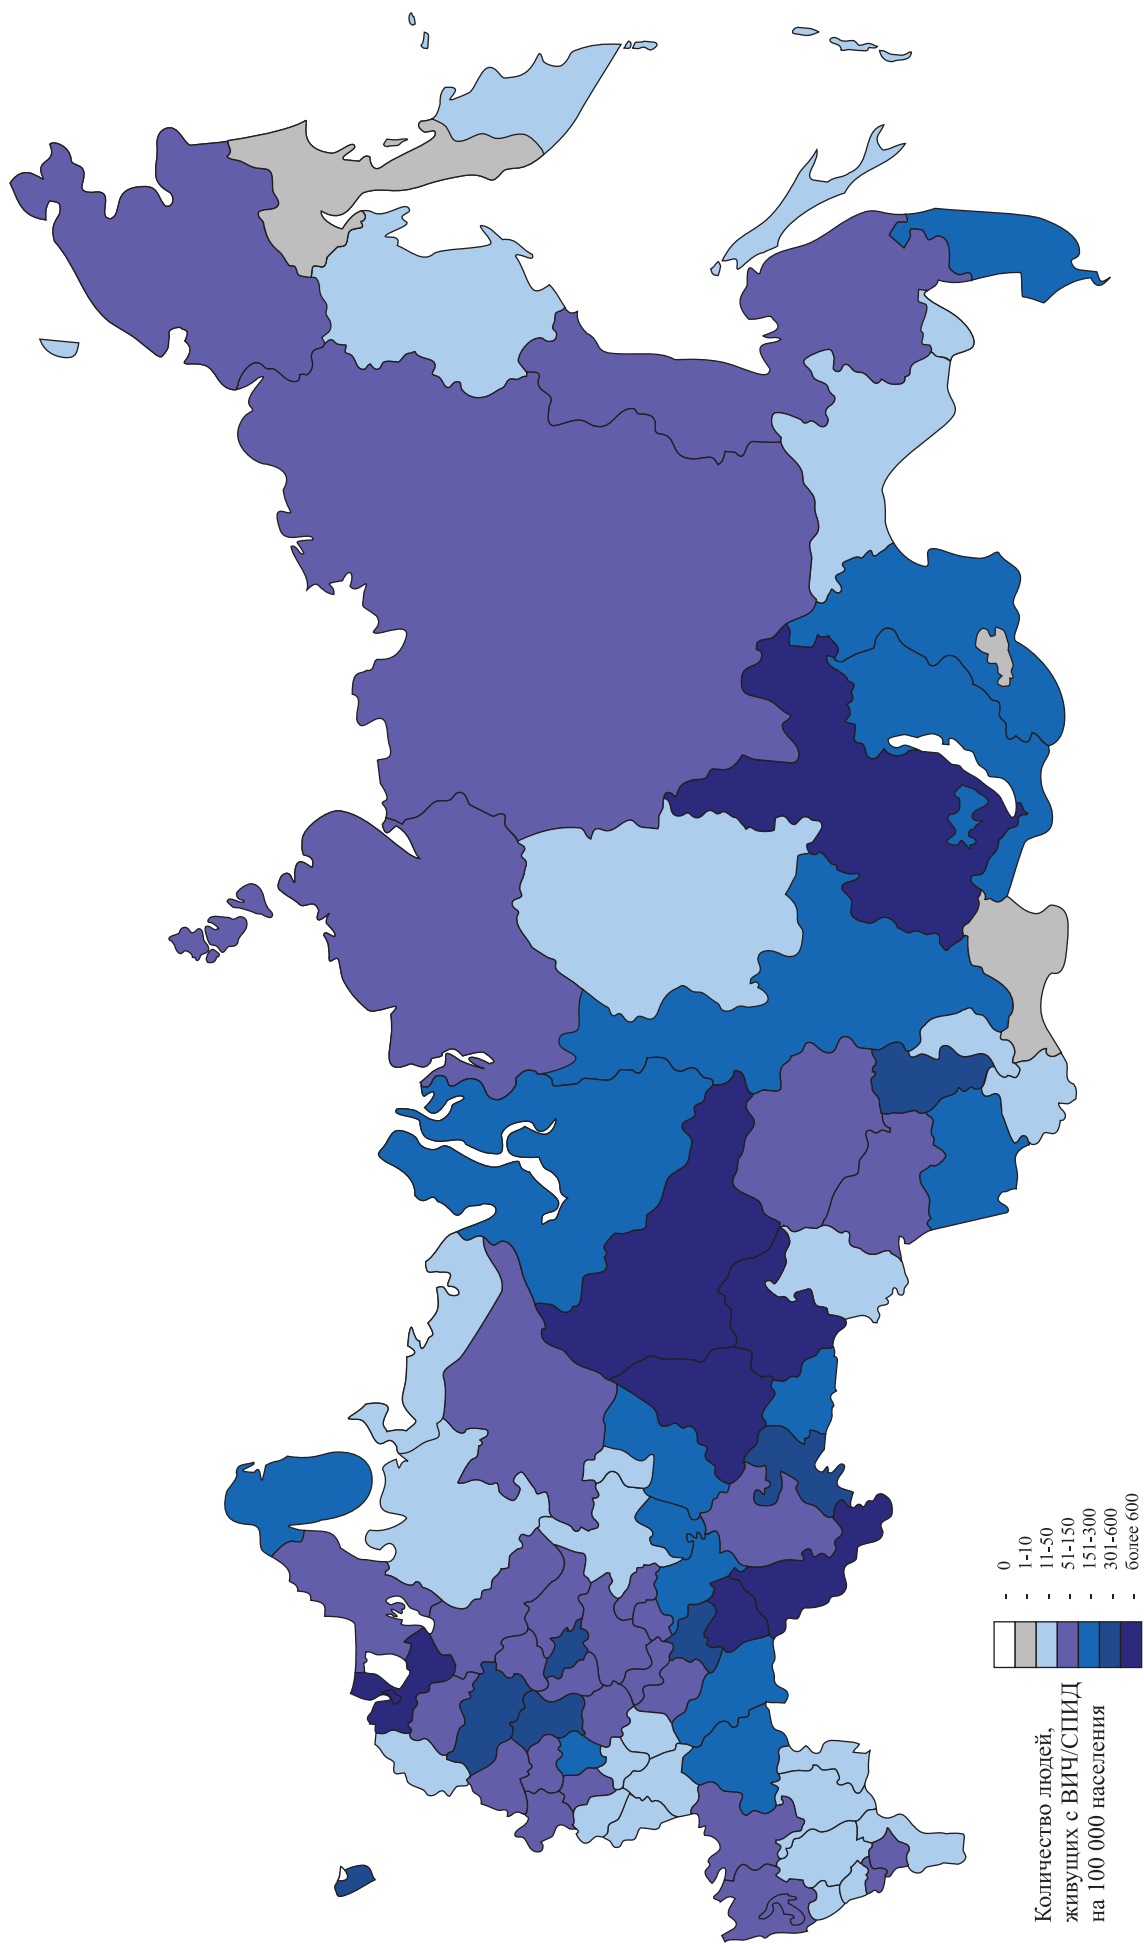 Количество людей,
живущих с ВИЧ/СПИД
на 100 000 населения
- 0
- 1-10
- 11-50
- 51-150
- 151-300
- 301-600
- более 600